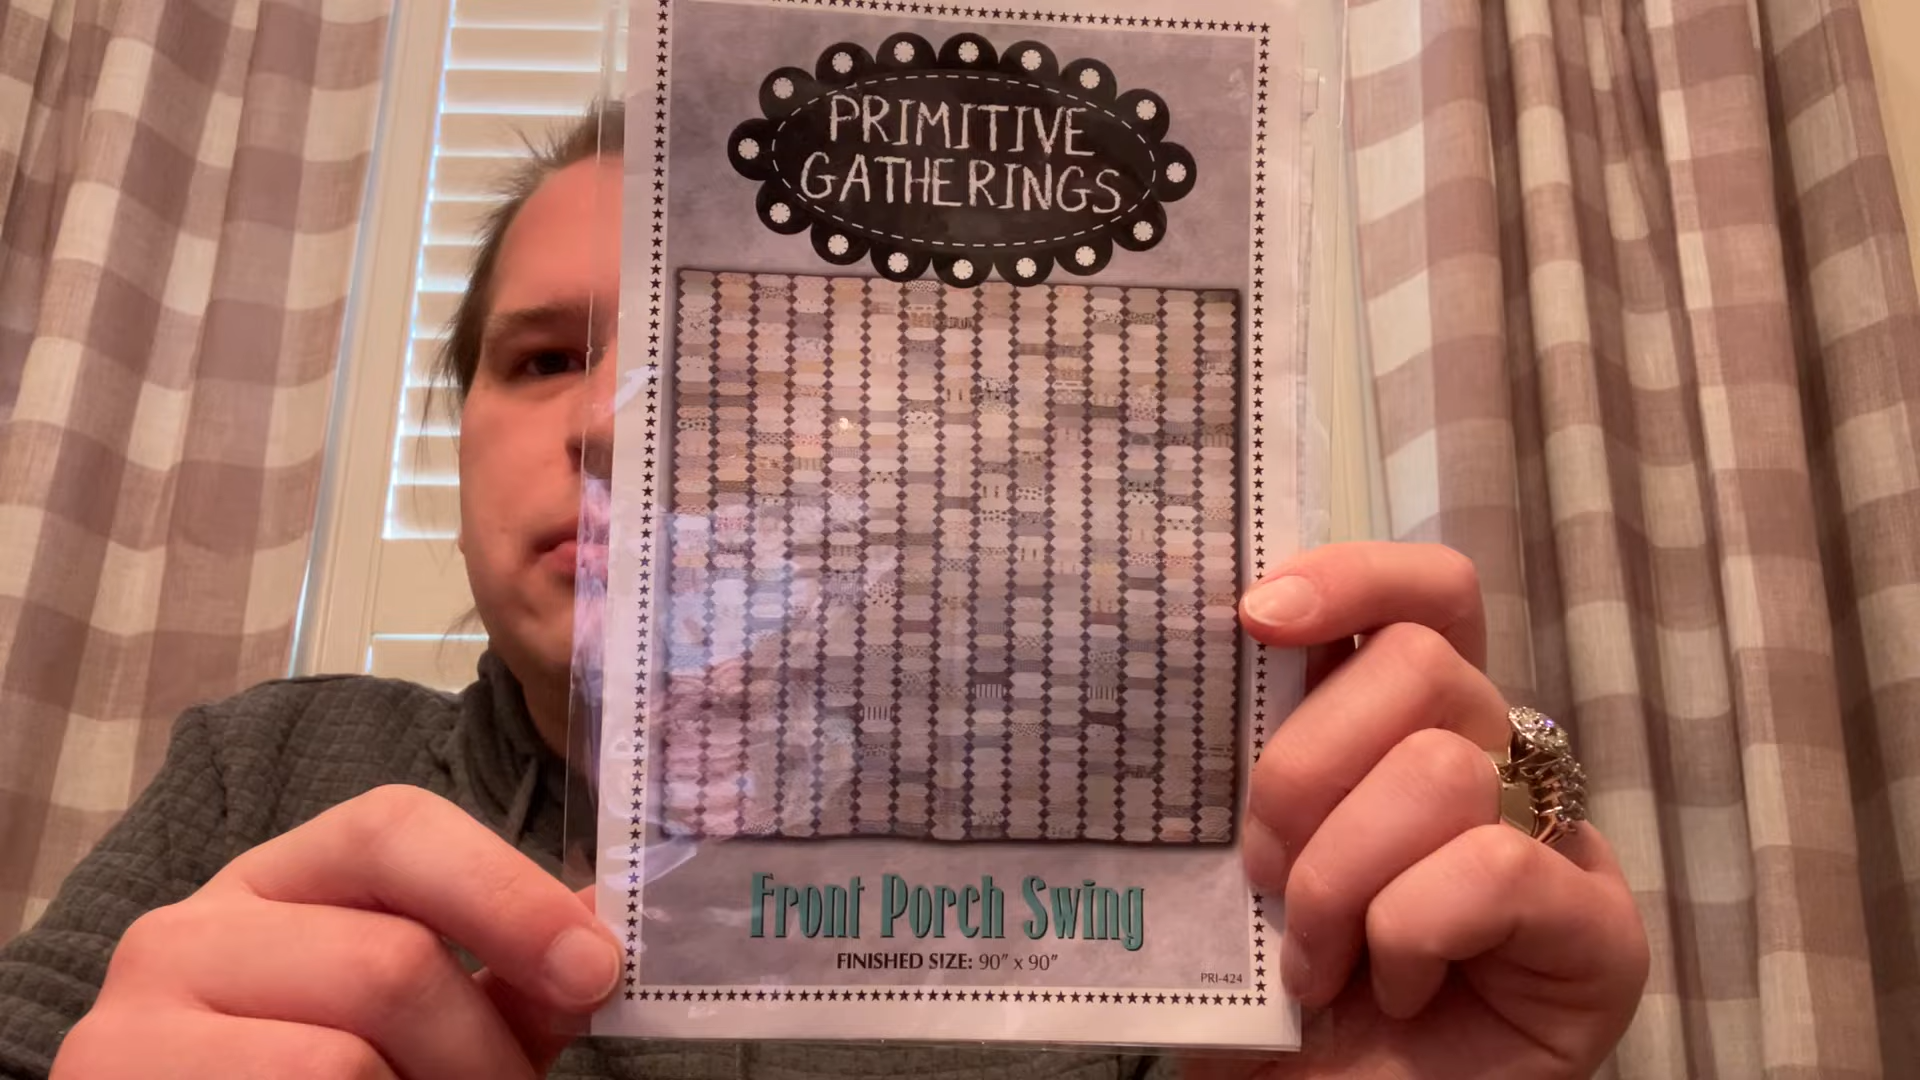 PRIMITIVE
GATHERINGS
Front Porch Swing
FINISHED SIZE: 90" x 90"
PRI-424